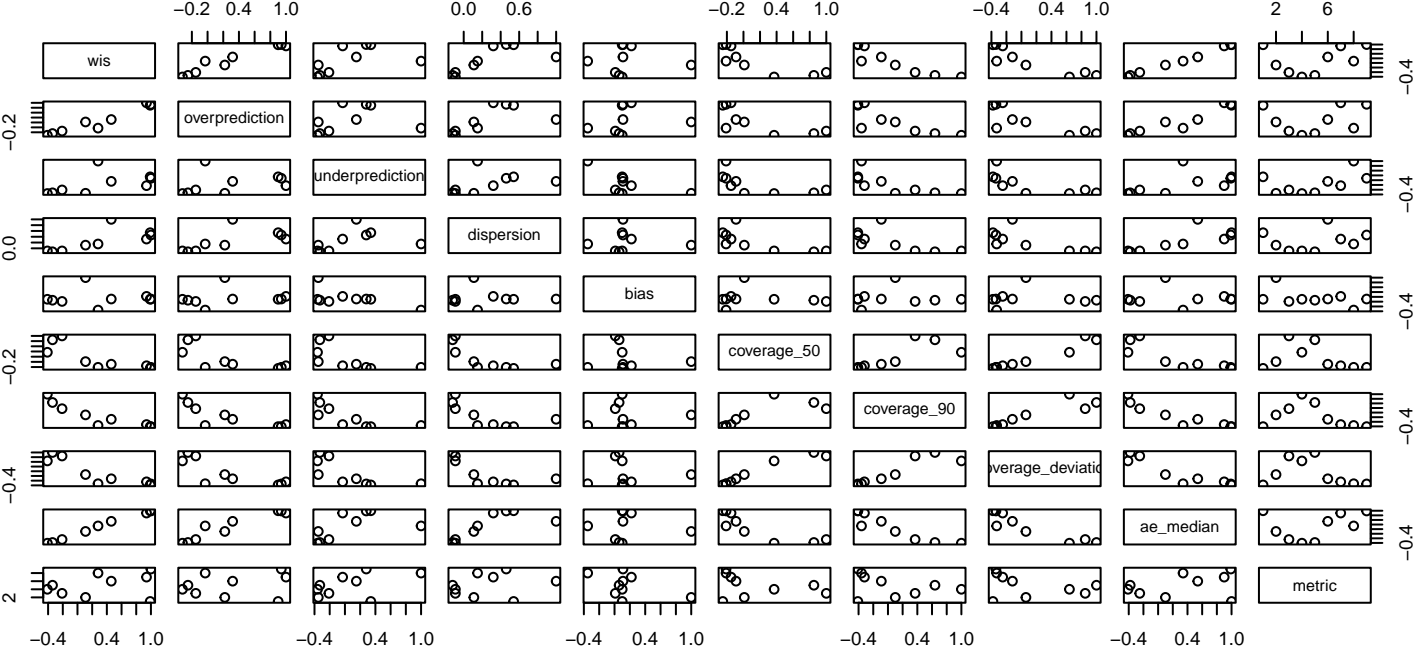 −0.2 0.4 1.0 0.0 0.6 −0.2 0.4 1.0 −0.4 0.4 1.0 2 6
wis −0.4
−0.2 overprediction
underprediction −0.4
0.0 dispersion
bias −0.4
−0.2 coverage_50
coverage_90 −0.4
−0.4 overage_deviatio
ae_median −0.4
2 metric
−0.4 0.4 1.0 −0.4 0.4 1.0 −0.4 0.4 1.0 −0.4 0.4 1.0 −0.4 0.4 1.0